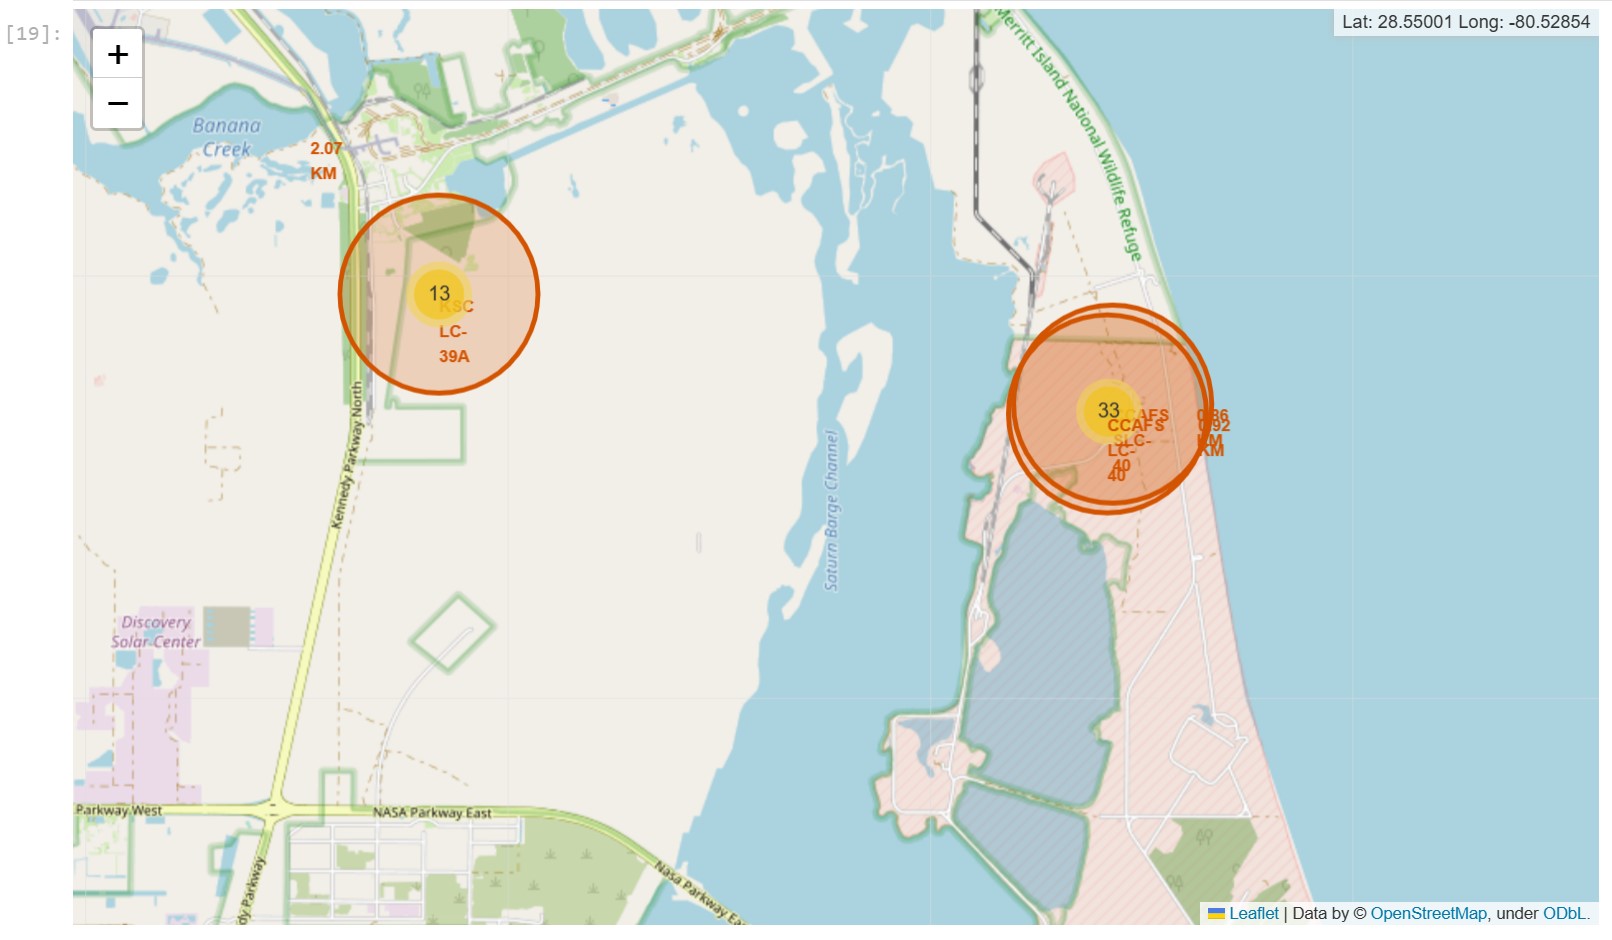 [19]:
+
−
Lat: 28.55001 Long: -80.52854
Merritt Island National Wildlife Refuge
Banana
Creek
2.07
KM
13
KSC
LC-
39A
33
CCAFS
SLC-
40
CCAFS
LC-
40
0.86
KM
0.92
KM
Kennedy Parkway North
Saturn Barge Channel
Discovery
Solar Center
Parkway West
NASA Parkway East
Nasa Parkway Ea
dy Parkway
Leaflet | Data by © OpenStreetMap, under ODbL.